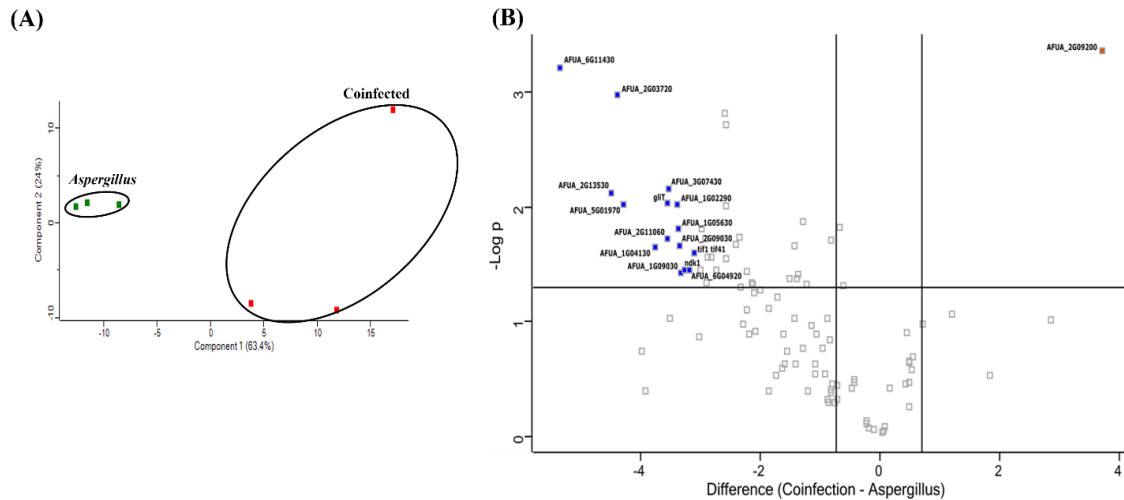 (A)
Coinfected
Aspergillus
Component 2 (24%)
10
0
-10
-10
-5
0
5
10
15
Component 1 (63.4%)
(B)
AFUA_2G09200
AFUA_6G11430
AFUA_2G03720
AFUA_3G07430
AFUA_2G13530
gliT
AFUA_1G02290
AFUA_5G01970
AFUA_1G05630
AFUA_2G11060
AFUA_2G09030
AFUA_1G04130
tif1 tif41
AFUA_1G09030
ndk1
AFUA_6G04920
-Log p
3
2
1
0
-4
-2
0
2
4
Difference (Coinfection - Aspergillus)